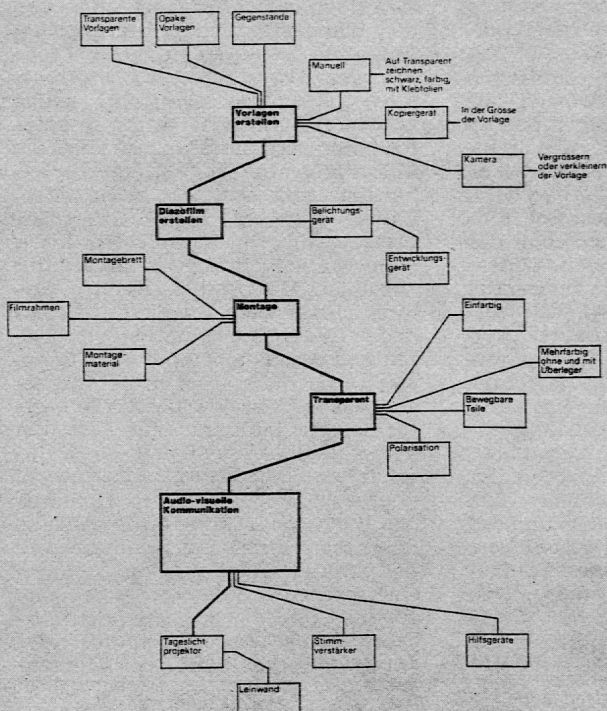 Transparente
Vorlagen
Opake
Vorlagen
Gegenstände
Manuell
Auf Transparent
zeichnen
schwarz, farbig,
mit Klebfolien
Vorlagen
erstellen
Kopiergerät
In der Grösse
der Vorlage
Kamera
Vergrössern
oder verkleinern
der Vorlage
Diazofilm
erstellen
Belichtungs-
gerät
Entwicklungs-
gerät
Montagebrett
Filmrahmen
Montage
Montage-
material
Einfarbig
Mehrfarbig
ohne und mit
Überleger
Transparent
Bewegbare
Teile
Polarisation
Audio-visuelle
Kommunikation
Tageslicht-
projektor
Stimm-
verstärker
Hilfsgeräte
Leinwand